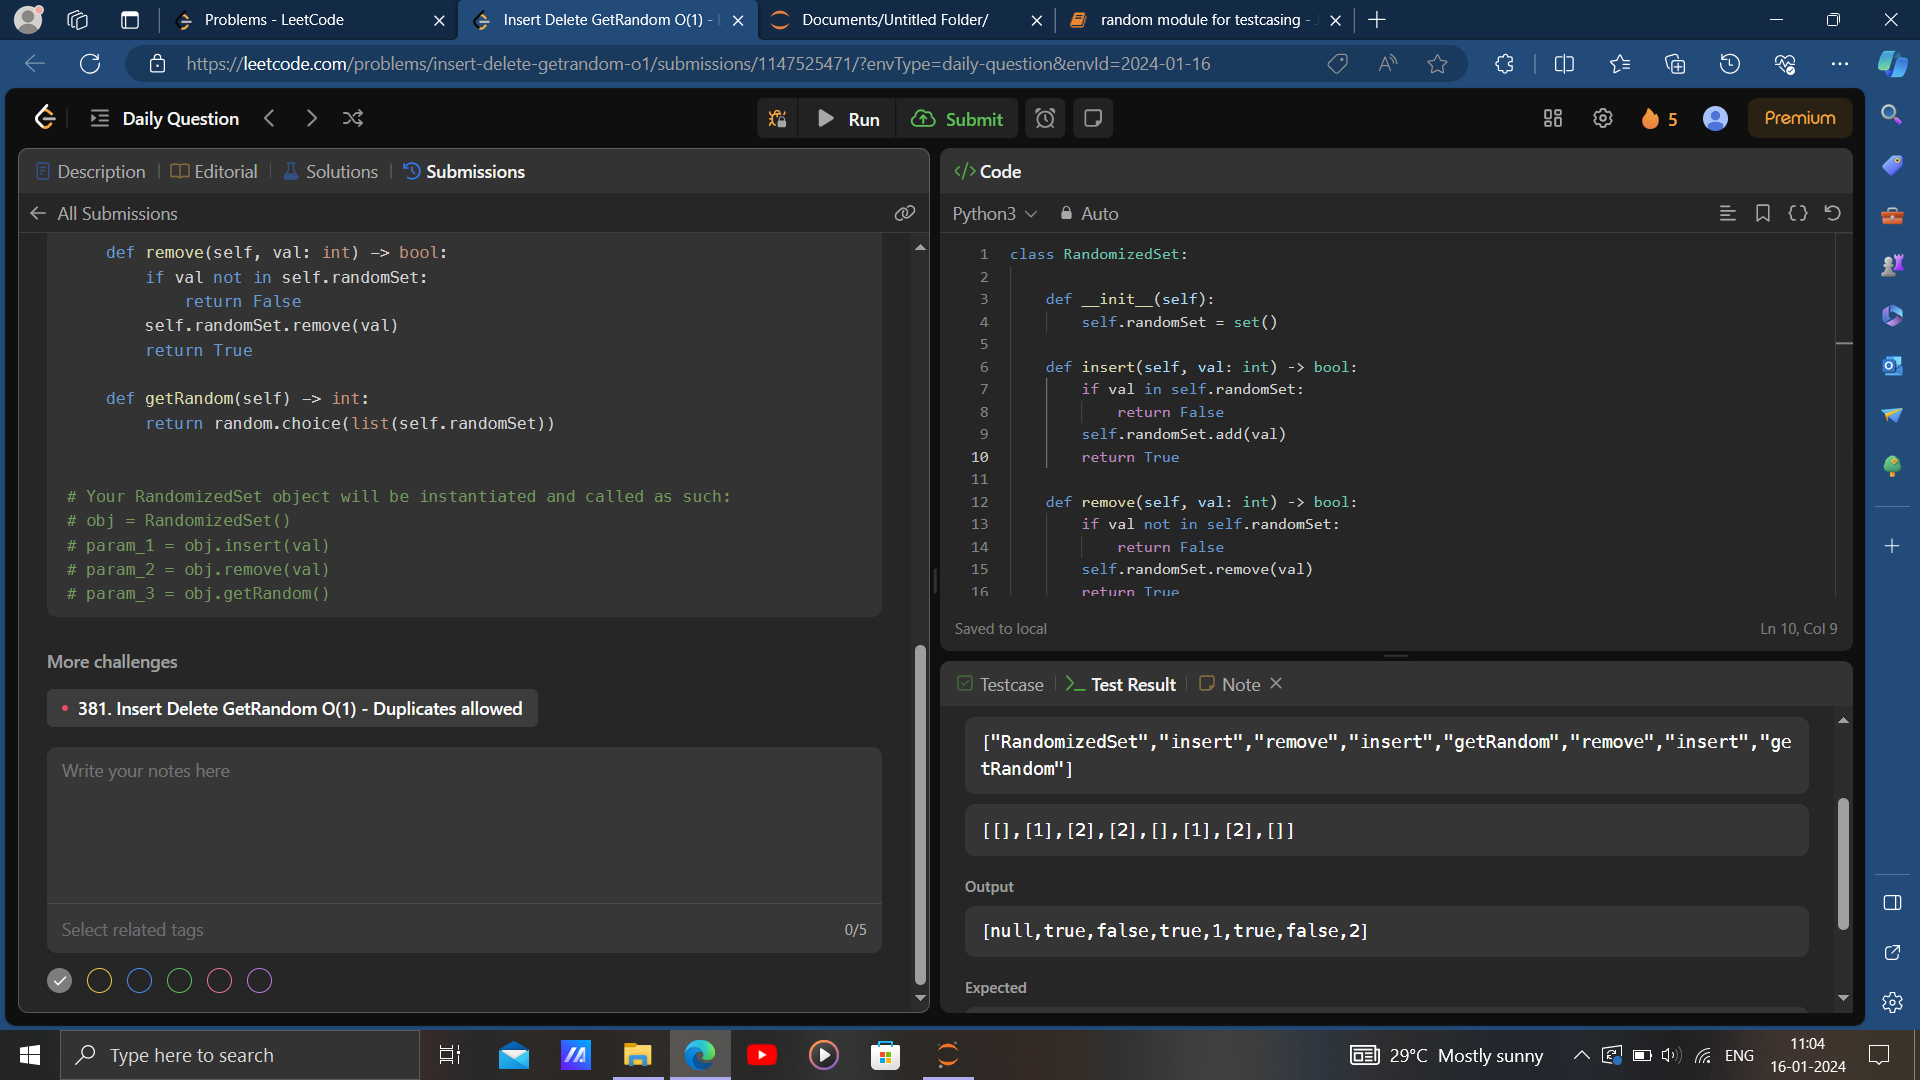 Problems - LeetCode
Insert Delete GetRandom O(1) -
Documents/Untitled Folder/
random module for testcasing -
https://leetcode.com/problems/insert-delete-getrandom-o1/submissions/1147525471/?envType=daily-question&envId=2024-01-16
Daily Question
Run
Submit
5
Premium
Description
Editorial
Solutions
Submissions
All Submissions
def remove(self, val: int) -> bool:
if val not in self.randomSet:
return False
self.randomSet.remove(val)
return True
def getRandom(self) -> int:
return random.choice(list(self.randomSet))
# Your RandomizedSet object will be instantiated and called as such:
# obj = RandomizedSet()
# param_1 = obj.insert(val)
# param_2 = obj.remove(val)
# param_3 = obj.getRandom()
More challenges
381. Insert Delete GetRandom O(1) - Duplicates allowed
Write your notes here
Select related tags
0/5
</> Code
Python3
Auto
1 class RandomizedSet:
2
3 def __init__(self):
4 self.randomSet = set()
5
6 def insert(self, val: int) -> bool:
7 if val in self.randomSet:
8 return False
9 self.randomSet.add(val)
10 return True
11
12 def remove(self, val: int) -> bool:
13 if val not in self.randomSet:
14 return False
15 self.randomSet.remove(val)
16 return True
Saved to local
Ln 10, Col 9
Testcase
Test Result
Note
["RandomizedSet","insert","remove","insert","getRandom","remove","insert","ge
tRandom"]
[[],[1],[2],[2],[],[1],[2],[]]
Output
[null,true,false,true,1,true,false,2]
Expected
Type here to search
29°C Mostly sunny
ENG
11:04
16-01-2024